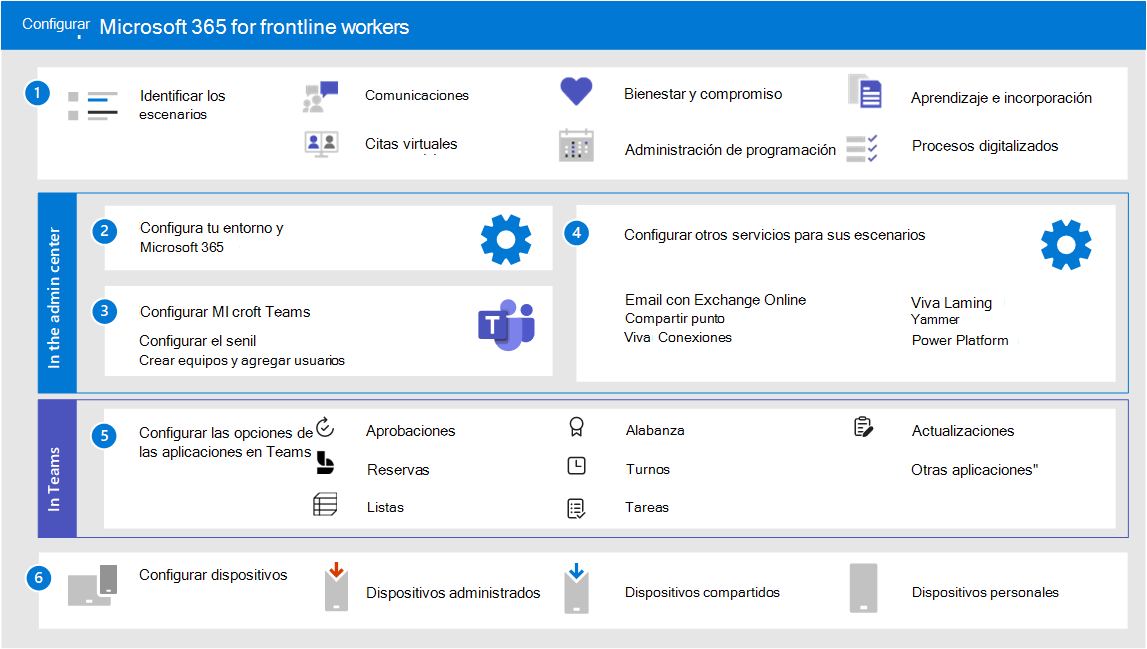 Configurar
Microsoft 365 for frontline workers
1
Identificar los
escenarios
Comunicaciones
Bienestar y compromiso
Aprendizaje e incorporación
Citas virtuales
Administración de programación
Procesos digitalizados
In the admin center
2
Configura tu entorno y
Microsoft 365
3
Configurar MI croft Teams
Configurar el senil
Crear equipos y agregar usuarios
T
4
Configurar otros servicios para sus escenarios
Email con Exchange Online
Compartir punto
Viva Conexiones
Viva Laming
Yammer
Power Platform
In Teams
5
Configurar las opciones de
las aplicaciones en Teams
Aprobaciones
Alabanza
Actualizaciones
Reservas
Turnos
Otras aplicaciones"
Listas
Tareas
6
Configurar dispositivos
Dispositivos administrados
Dispositivos compartidos
Dispositivos personales